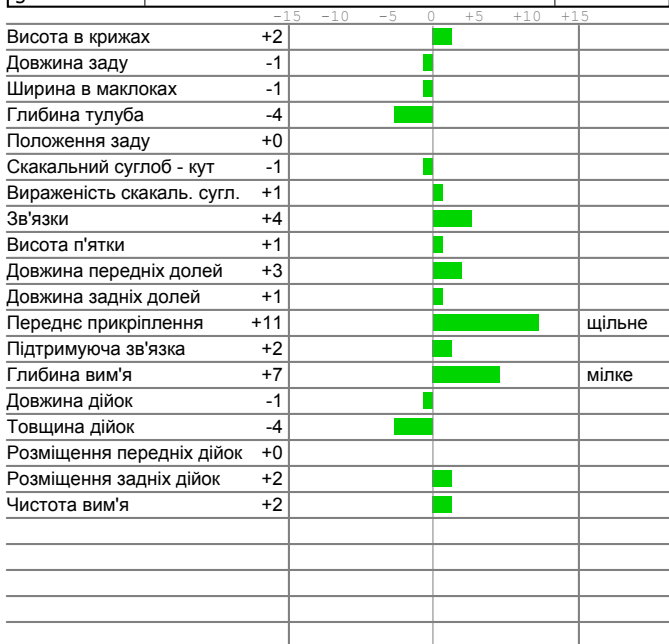 -15 -10 -5 0 +5 +10 +15
Висота в крижах +2
Довжина заду -1
Ширина в маклоках -1
Глибина тулуба -4
Положення заду +0
Скакальний суглоб - кут -1
Вираженість скакаль. сугл. +1
Зв'язки +4
Висота п'ятки +1
Довжина передніх долей +3
Довжина задніх долей +1
Переднє прикріплення +11 щільне
Підтримуюча зв'язка +2
Глибина вим'я +7 мілке
Довжина дійок -1
Товщина дійок -4
Розміщення передніх дійок +0
Розміщення задніх дійок +2
Чистота вим'я +2